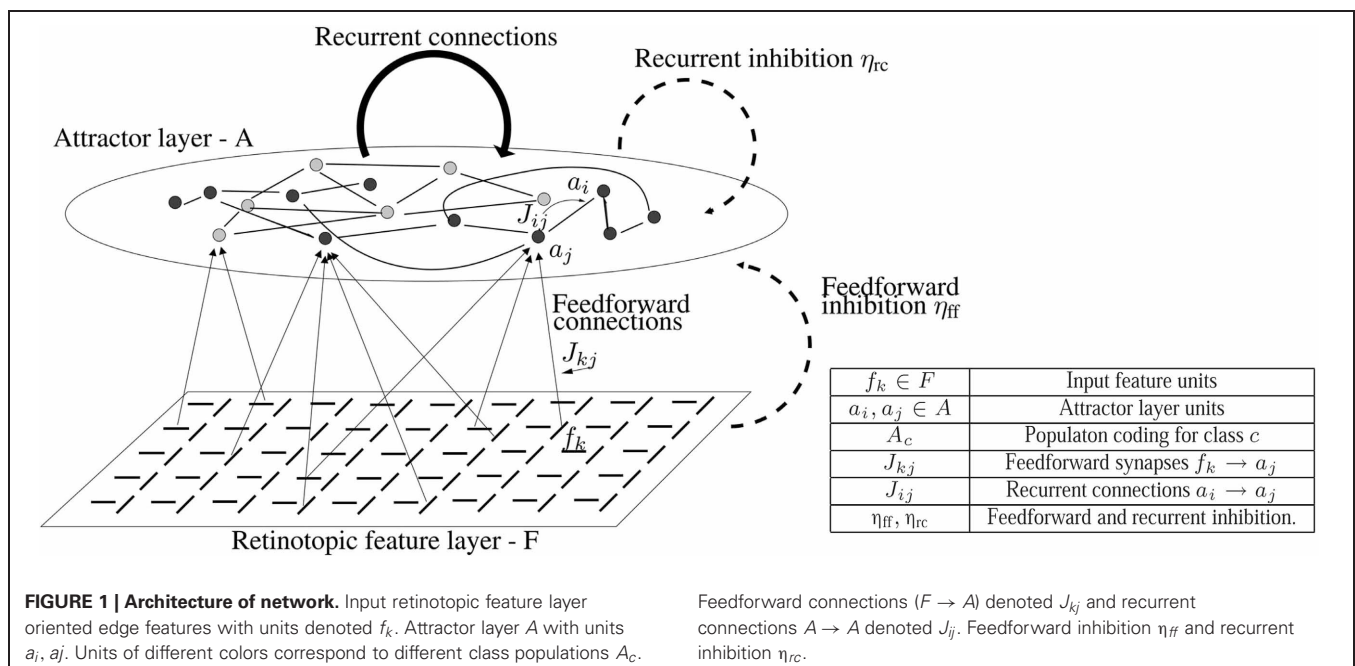 Recurrent connections
Recurrent inhibition η_rc
Attractor layer - A
a_i
J_ij
a_j
Feedforward
inhibition η_ff
Feedforward
connections
J_kj
f_k
Retinotopic feature layer - F
f_k ∈ F Input feature units
a_i, a_j ∈ A Attractor layer units
A_c Populaton coding for class c
J_kj Feedforward synapses f_k → a_j
J_ij Recurrent connections a_i → a_j
η_ff, η_rc Feedforward and recurrent inhibition.
FIGURE 1 | Architecture of network. Input retinotopic feature layer
oriented edge features with units denoted f_k. Attractor layer A with units
a_i, aj. Units of different colors correspond to different class populations A_c.
Feedforward connections (F → A) denoted J_kj and recurrent
connections A → A denoted J_ij. Feedforward inhibition η_ff and recurrent
inhibition η_rc.